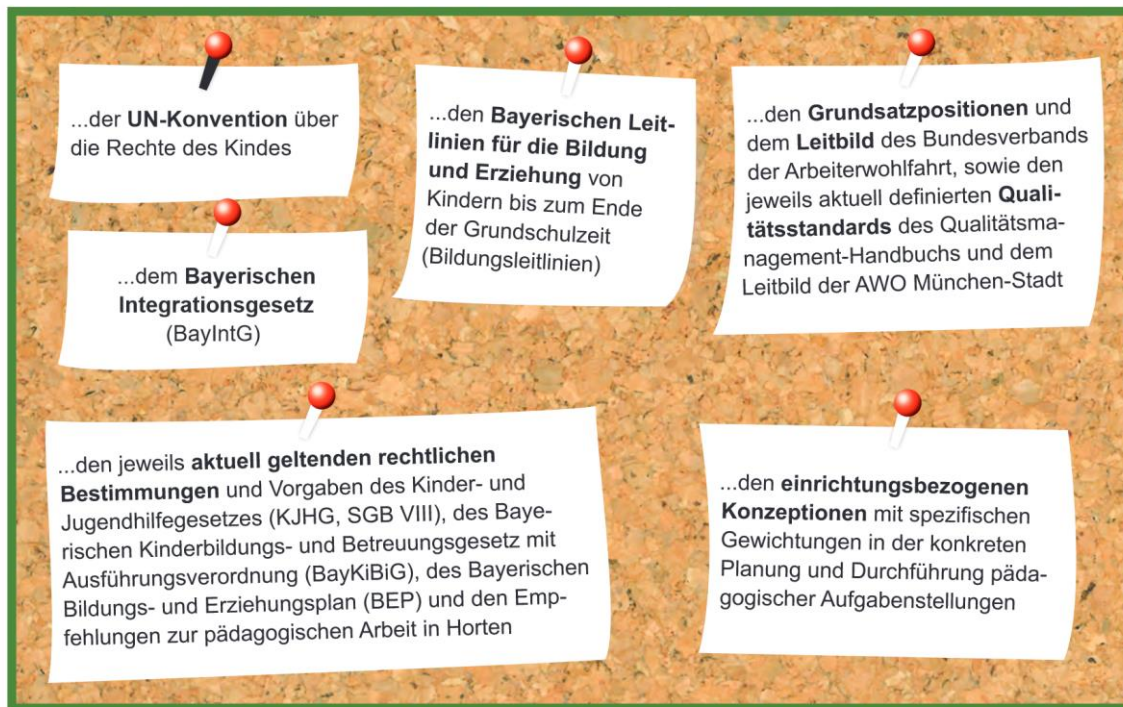 ...der UN-Konvention über
die Rechte des Kindes
...dem Bayerischen
Integrationsgesetz
(BayIntG)
...den Bayerischen Leit-
linien für die Bildung
und Erziehung von
Kindern bis zum Ende
der Grundschulzeit
(Bildungsleitlinien)
...den Grundsatzpositionen und
dem Leitbild des Bundesverbands
der Arbeiterwohlfahrt, sowie den
jeweils aktuell definierten Quali-
tätsstandards des Qualitätsma-
nagement-Handbuchs und dem
Leitbild der AWO München-Stadt
...den jeweils aktuell geltenden rechtlichen
Bestimmungen und Vorgaben des Kinder- und
Jugendhilfegesetzes (KJHG, SGB VIII), des Baye-
rischen Kinderbildungs- und Betreuungsgesetz mit
Ausführungsverordnung (BayKiBiG), des Bayerischen
Bildungs- und Erziehungsplan (BEP) und den Emp-
fehlungen zur pädagogischen Arbeit in Horten
...den einrichtungsbezogenen
Konzeptionen mit spezifischen
Gewichtungen in der konkreten
Planung und Durchführung päda-
gogischer Aufgabenstellungen